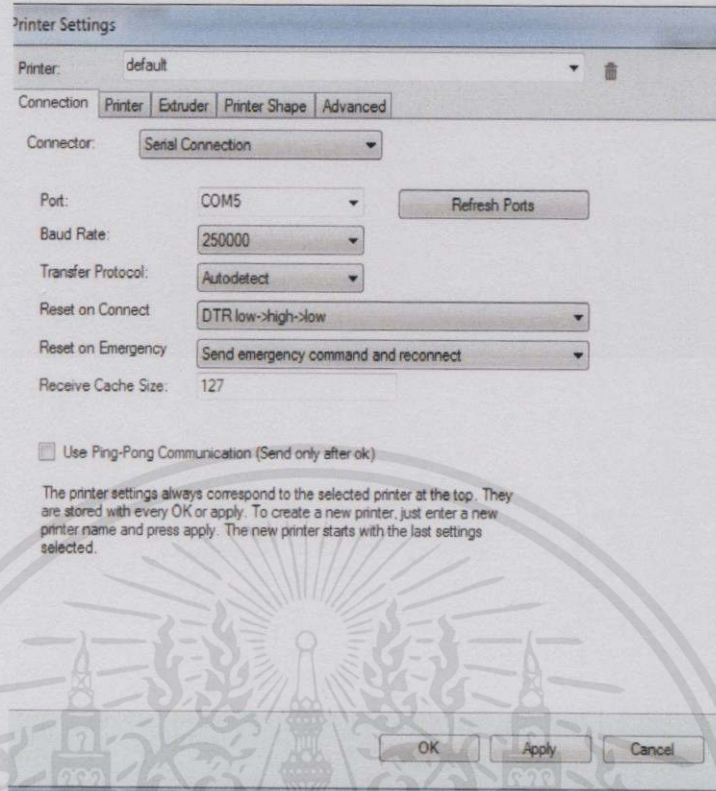 Printer Settings
Printer: default
Connection Printer Extruder Printer Shape Advanced
Connector: Serial Connection
Port: COM5 Refresh Ports
Baud Rate: 250000
Transfer Protocol: Autodetect
Reset on Connect DTR low->high->low
Reset on Emergency Send emergency command and reconnect
Receive Cache Size: 127
Use Ping-Pong Communication (Send only after ok)
The printer settings always correspond to the selected printer at the top. They
are stored with every OK or apply. To create a new printer, just enter a new
printer name and press apply. The new printer starts with the last settings
selected.
OK Apply Cancel